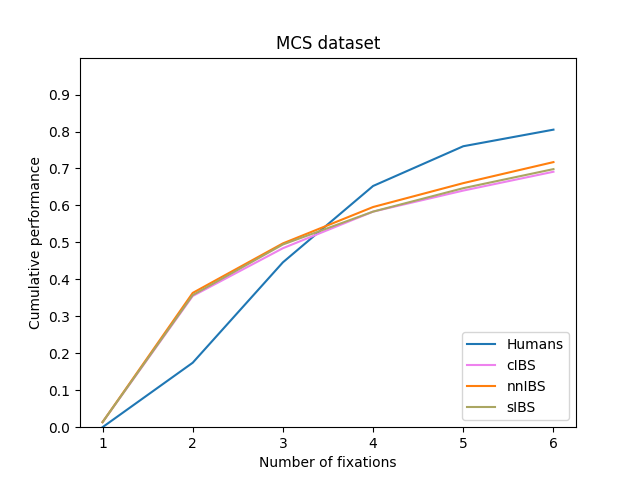 MCS dataset
Cumulative performance
0.9
0.8
0.7
0.6
0.5
0.4
0.3
0.2
0.1
0.0
Humans
cIBS
nnIBS
sIBS
1 2 3 4 5 6
Number of fixations